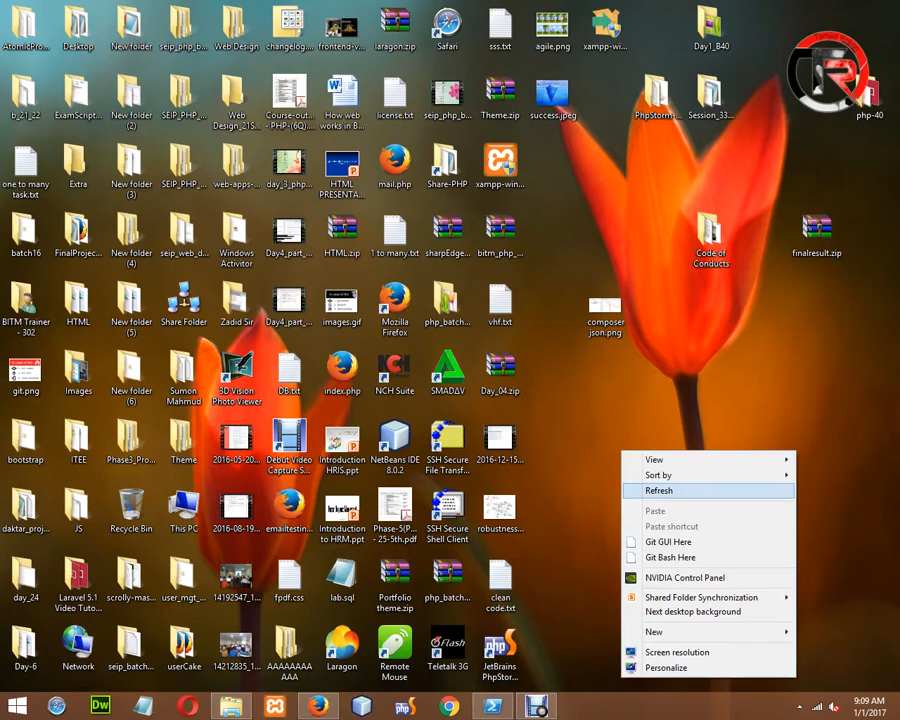 AtomicPro...
Desktop
New folder
seip_php_b...
Web Design
changelog...
frontend-v...
laragon.zip
Safari
sss.txt
agile.png
xampp-wi...
Day1_B40
b_21_22
ExamScript...
New folder
(2)
SEIP_PHP_...
Web
Design_21S...
Course-out...
- PHP-(6Q)...
How web
works in B...
license.txt
seip_php_b...
Theme.zip
success.jpeg
PhpStorm-...
Session_33...
php-40
one to many
task.txt
Extra
New folder
(3)
SEIP_PHP_...
web-apps-...
day_3_php...
HTML
PRESENTA...
mail.php
Share-PHP
xampp-win...
batch16
FinalProjec...
New folder
(4)
seip_web_d...
Windows
Activitor
Day4_part_...
HTML.zip
1 to many.txt
sharpEdge...
bitm_php_...
Code of
Conducts
finalresult.zip
BITM Trainer
- 302
HTML
New folder
(5)
Share Folder
Zadid Sir
Day4_part_...
images.gif
Mozilla
Firefox
php_batch...
vhf.txt
composer
json.png
git.png
Images
New folder
(6)
Sumon
Mahmud
3D Vision
Photo Viewer
DB.txt
index.php
NCH Suite
SMADΔV
Day_04.zip
bootstrap
ITEE
Phase3_Pro...
Theme
2016-05-20...
Debut Video
Capture S...
Introduction
HRIS.ppt
NetBeans IDE
8.0.2
SSH Secure
File Transf...
2016-12-15...
daktar_proj...
JS
Recycle Bin
This PC
2016-08-19...
emailtestin...
Introduction
to HRM.ppt
Phase-5(P...
- 25-5th.pdf
SSH Secure
Shell Client
robustness...
day_24
Laravel 5.1
Video Tuto...
scrolly-mas...
user_mgt_...
14192547_1...
fpdf.css
lab.sql
Portfolio
theme.zip
php_batch...
clean
code.txt
Day-6
Network
seip_batch...
userCake
14212835_1...
AAAAAAAA
AAAA
Laragon
Remote
Mouse
Teletalk 3G
JetBrains
PhpStor...
View
Sort by
Refresh
Paste
Paste shortcut
Git GUI Here
Git Bash Here
NVIDIA Control Panel
Shared Folder Synchronization
Next desktop background
New
Screen resolution
Personalize
9:09 AM
1/1/2017